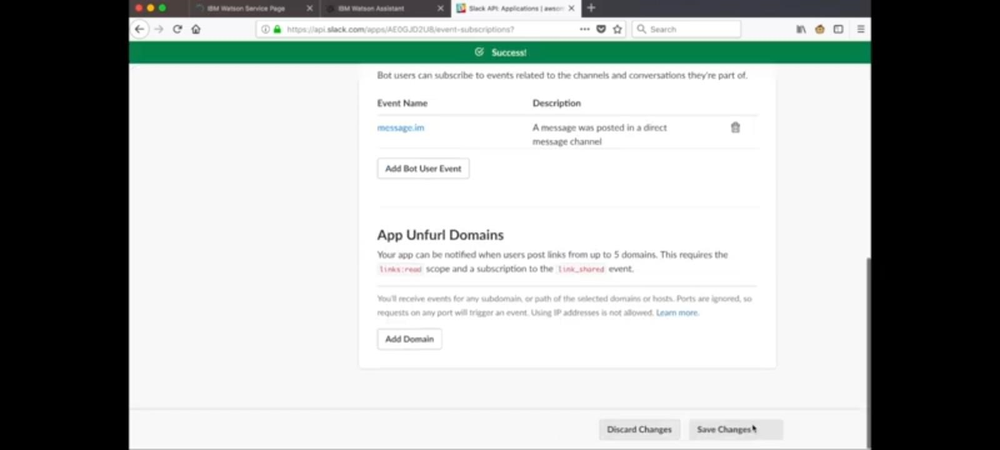 IBM Watson Service Page
IBM Watson Assistant
Slack API: Applications | awson
https://api.slack.com/apps/AE0GJD2U8/event-subscriptions?
Search
Success!
Bot users can subscribe to events related to the channels and conversations they're part of.
Event Name
Description
message.im
A message was posted in a direct
message channel
Add Bot User Event
App Unfurl Domains
Your app can be notified when users post links from up to 5 domains. This requires the
links:read scope and a subscription to the link_shared event.
You'll receive events for any subdomain, or path of the selected domains or hosts. Ports are ignored, so
requests on any port will trigger an event. Using IP addresses is not allowed. Learn more.
Add Domain
Discard Changes
Save Changes